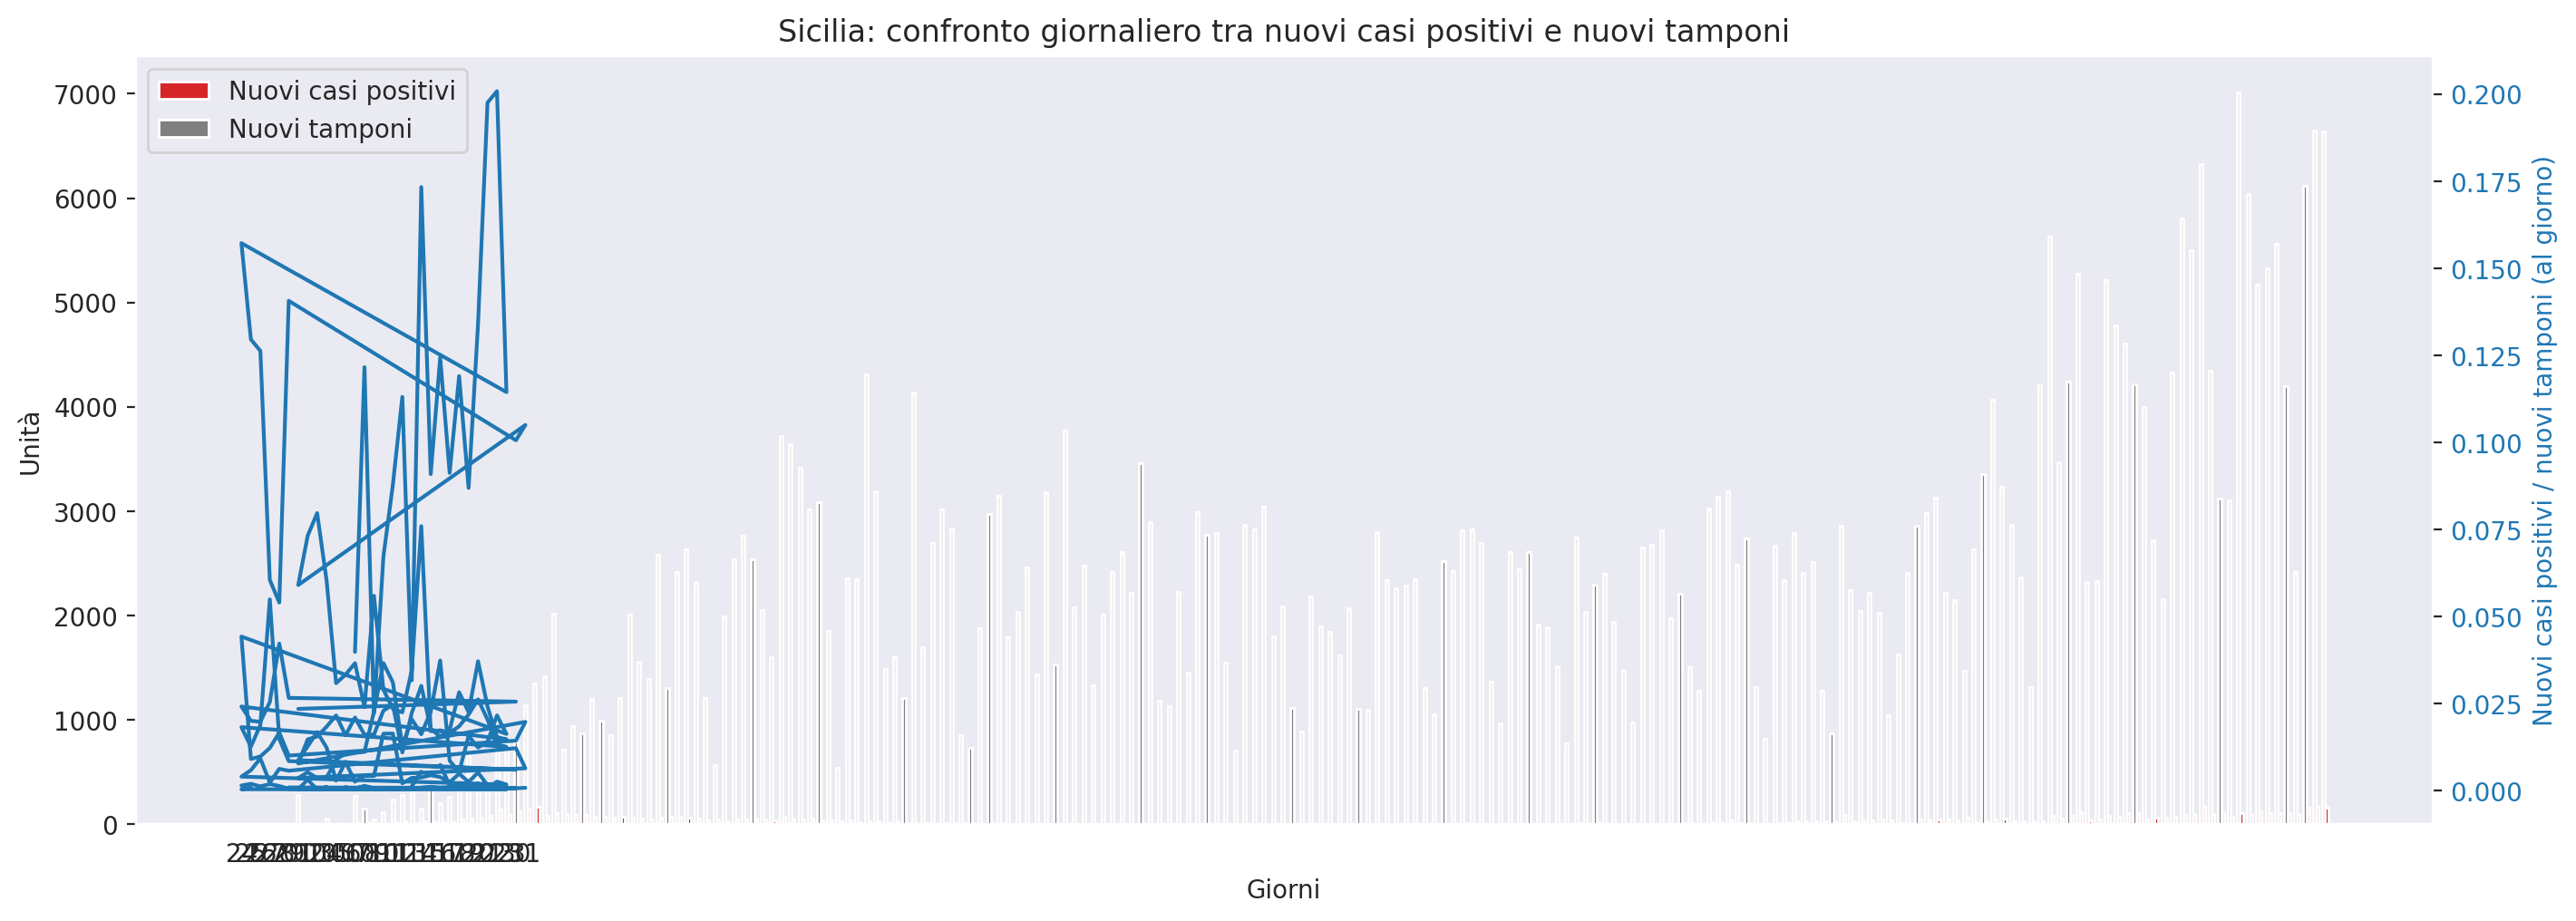 Sicilia: confronto giornaliero tra nuovi casi positivi e nuovi tamponi
Nuovi casi positivi
Nuovi tamponi
7000
6000
5000
4000
3000
2000
1000
0
Unità
0.200
0.175
0.150
0.125
0.100
0.075
0.050
0.025
0.000
Nuovi casi positivi / nuovi tamponi (al giorno)
Giorni